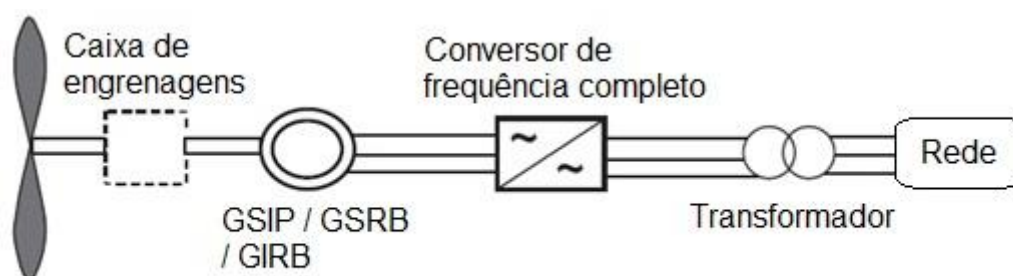 Caixa de
engrenagens
Conversor de
frequência completo
~
~
Rede
GSIP / GSRB
/ GIRB
Transformador